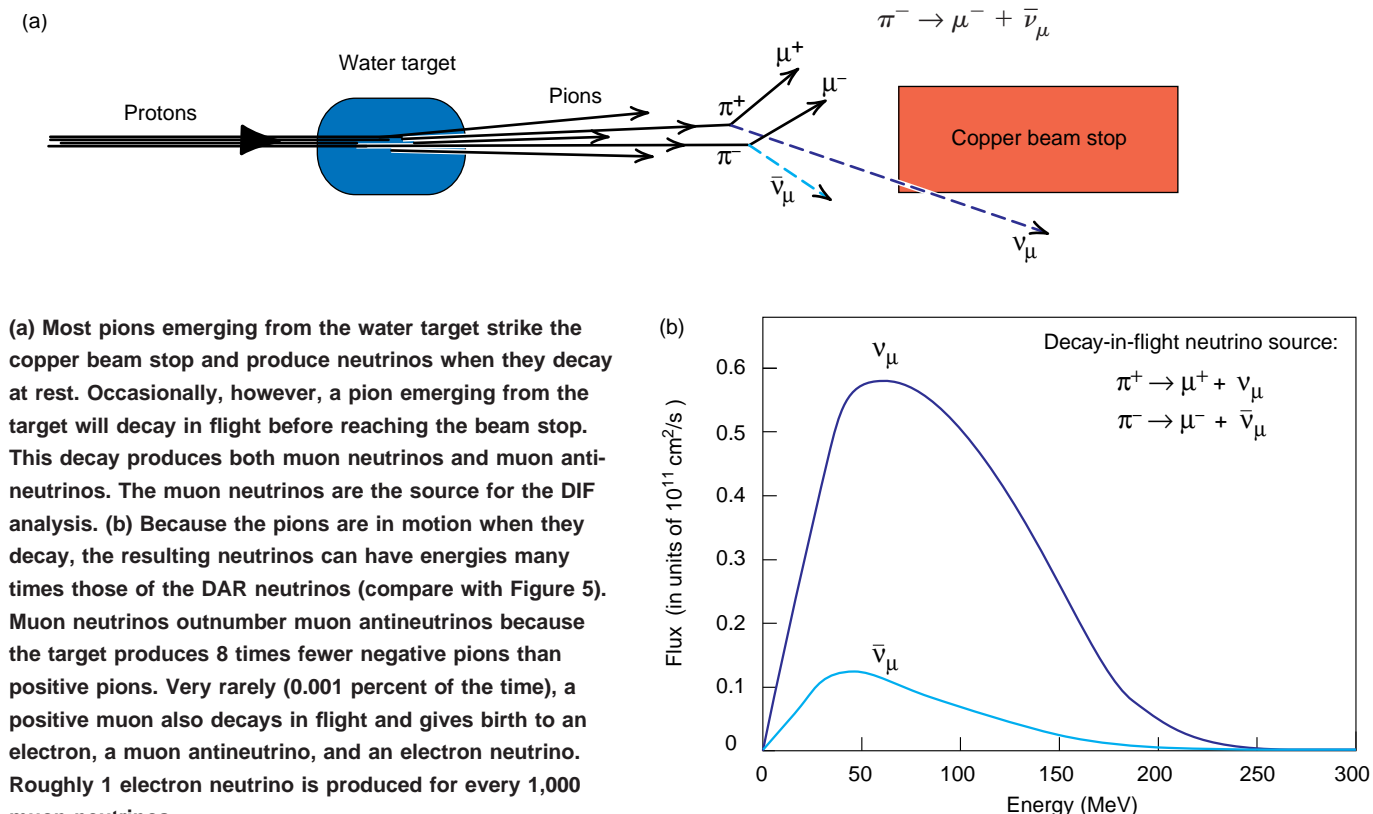 (a)
π⁻ → μ⁻ + ν̄_μ
Water target
Protons
Pions
μ⁺
μ⁻
π⁺
π⁻
ν̄_μ
ν_μ
Copper beam stop
(a) Most pions emerging from the water target strike the
copper beam stop and produce neutrinos when they decay
at rest. Occasionally, however, a pion emerging from the
target will decay in flight before reaching the beam stop.
This decay produces both muon neutrinos and muon anti-
neutrinos. The muon neutrinos are the source for the DIF
analysis. (b) Because the pions are in motion when they
decay, the resulting neutrinos can have energies many
times those of the DAR neutrinos (compare with Figure 5).
Muon neutrinos outnumber muon antineutrinos because
the target produces 8 times fewer negative pions than
positive pions. Very rarely (0.001 percent of the time), a
positive muon also decays in flight and gives birth to an
electron, a muon antineutrino, and an electron neutrino.
Roughly 1 electron neutrino is produced for every 1,000
(b)
Decay-in-flight neutrino source:
π⁺ → μ⁺ + ν_μ
π⁻ → μ⁻ + ν̄_μ
ν_μ
ν̄_μ
Flux (in units of 10¹¹ cm²/s)
0.6
0.5
0.4
0.3
0.2
0.1
0
0 50 100 150 200 250 300
Energy (MeV)